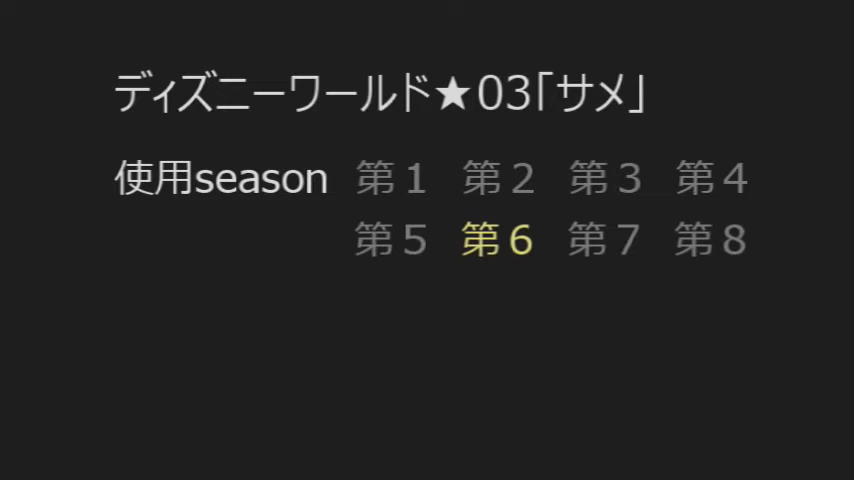 ディズニーワールド★03「サメ」
使用season 第１ 第２ 第３ 第４
第５ 第６ 第７ 第８